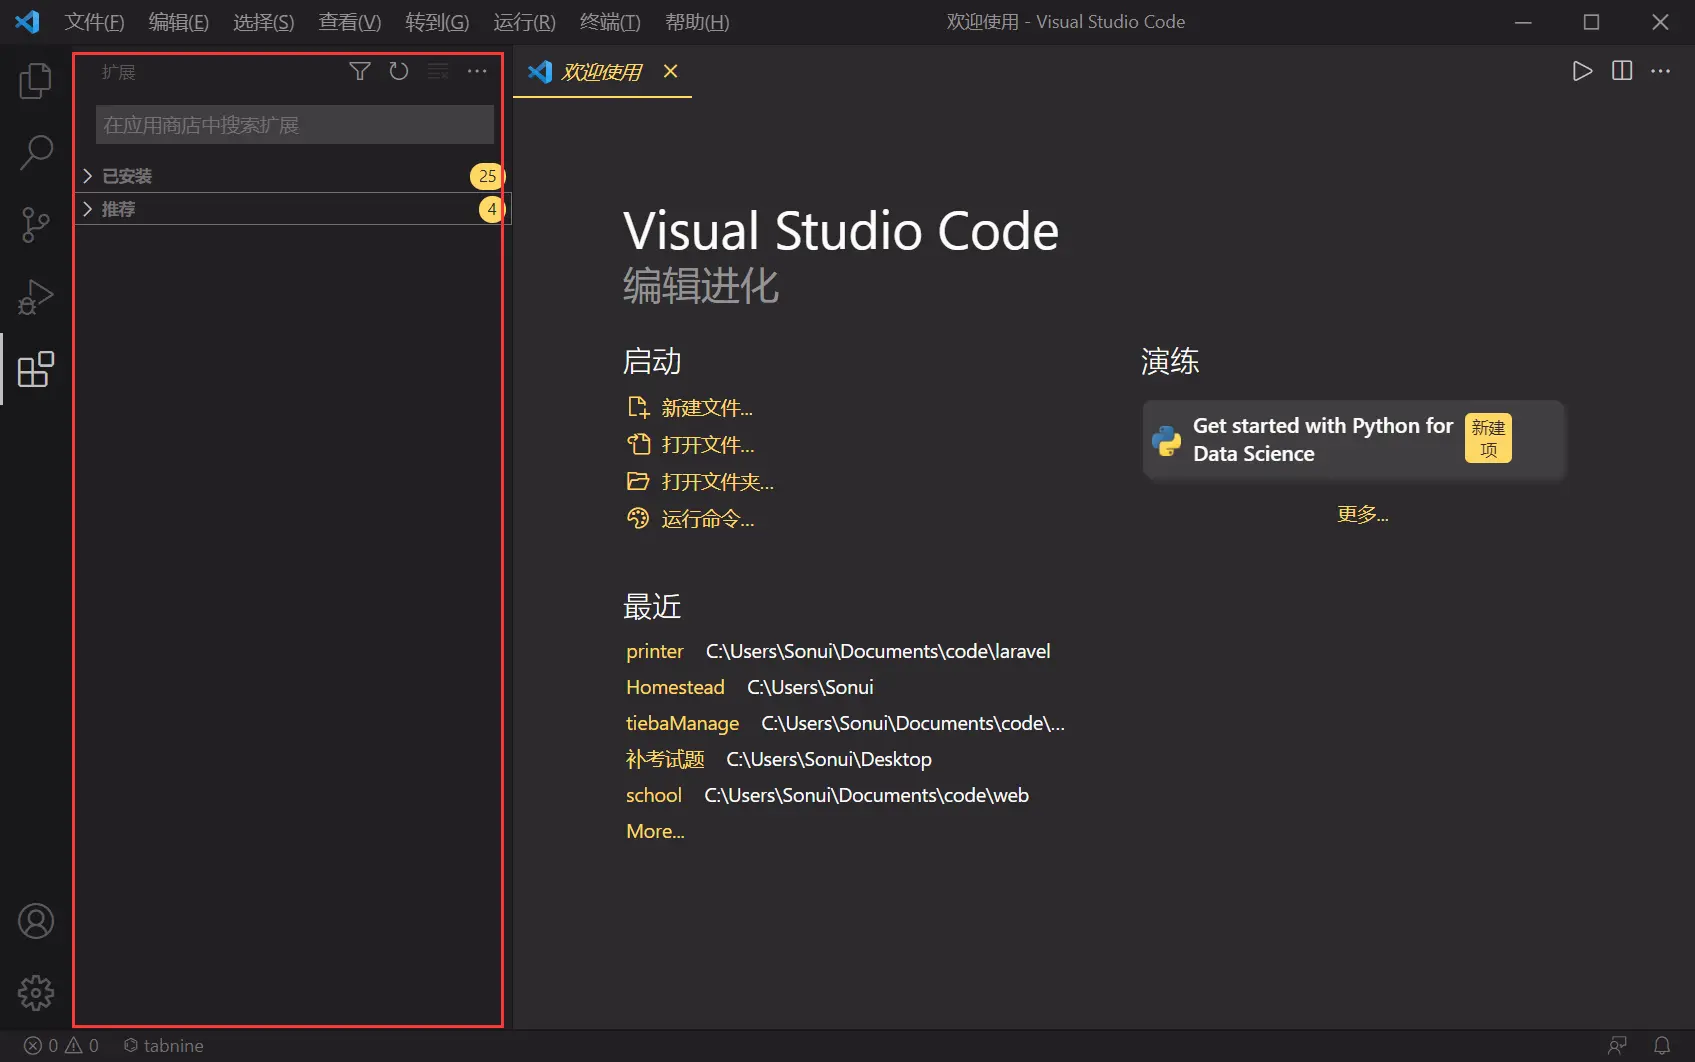 文件(F) 编辑(E) 选择(S) 查看(V) 转到(G) 运行(R) 终端(T) 帮助(H) 欢迎使用 - Visual Studio Code
扩展
在应用商店中搜索扩展
已安装 25
推荐 4
欢迎使用
Visual Studio Code
编辑进化
启动
新建文件...
打开文件...
打开文件夹...
运行命令...
最近
printer C:\Users\Sonui\Documents\code\laravel
Homestead C:\Users\Sonui
tiebaManage C:\Users\Sonui\Documents\code\...
补考试题 C:\Users\Sonui\Desktop
school C:\Users\Sonui\Documents\code\web
More...
演练
Get started with Python for
Data Science
新建
项
更多...
0 0 tabnine